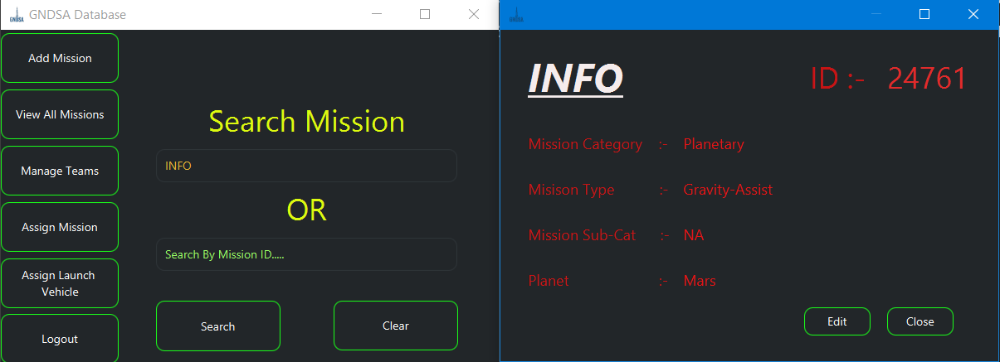 GNDSA Database
Add Mission
View All Missions
Manage Teams
Assign Mission
Assign Launch
Vehicle
Logout
Search Mission
INFO
OR
Search By Mission ID.....
Search
Clear
GNDSA
INFO
ID :- 24761
Mission Category :- Planetary
Misison Type :- Gravity-Assist
Mission Sub-Cat :- NA
Planet :- Mars
Edit
Close